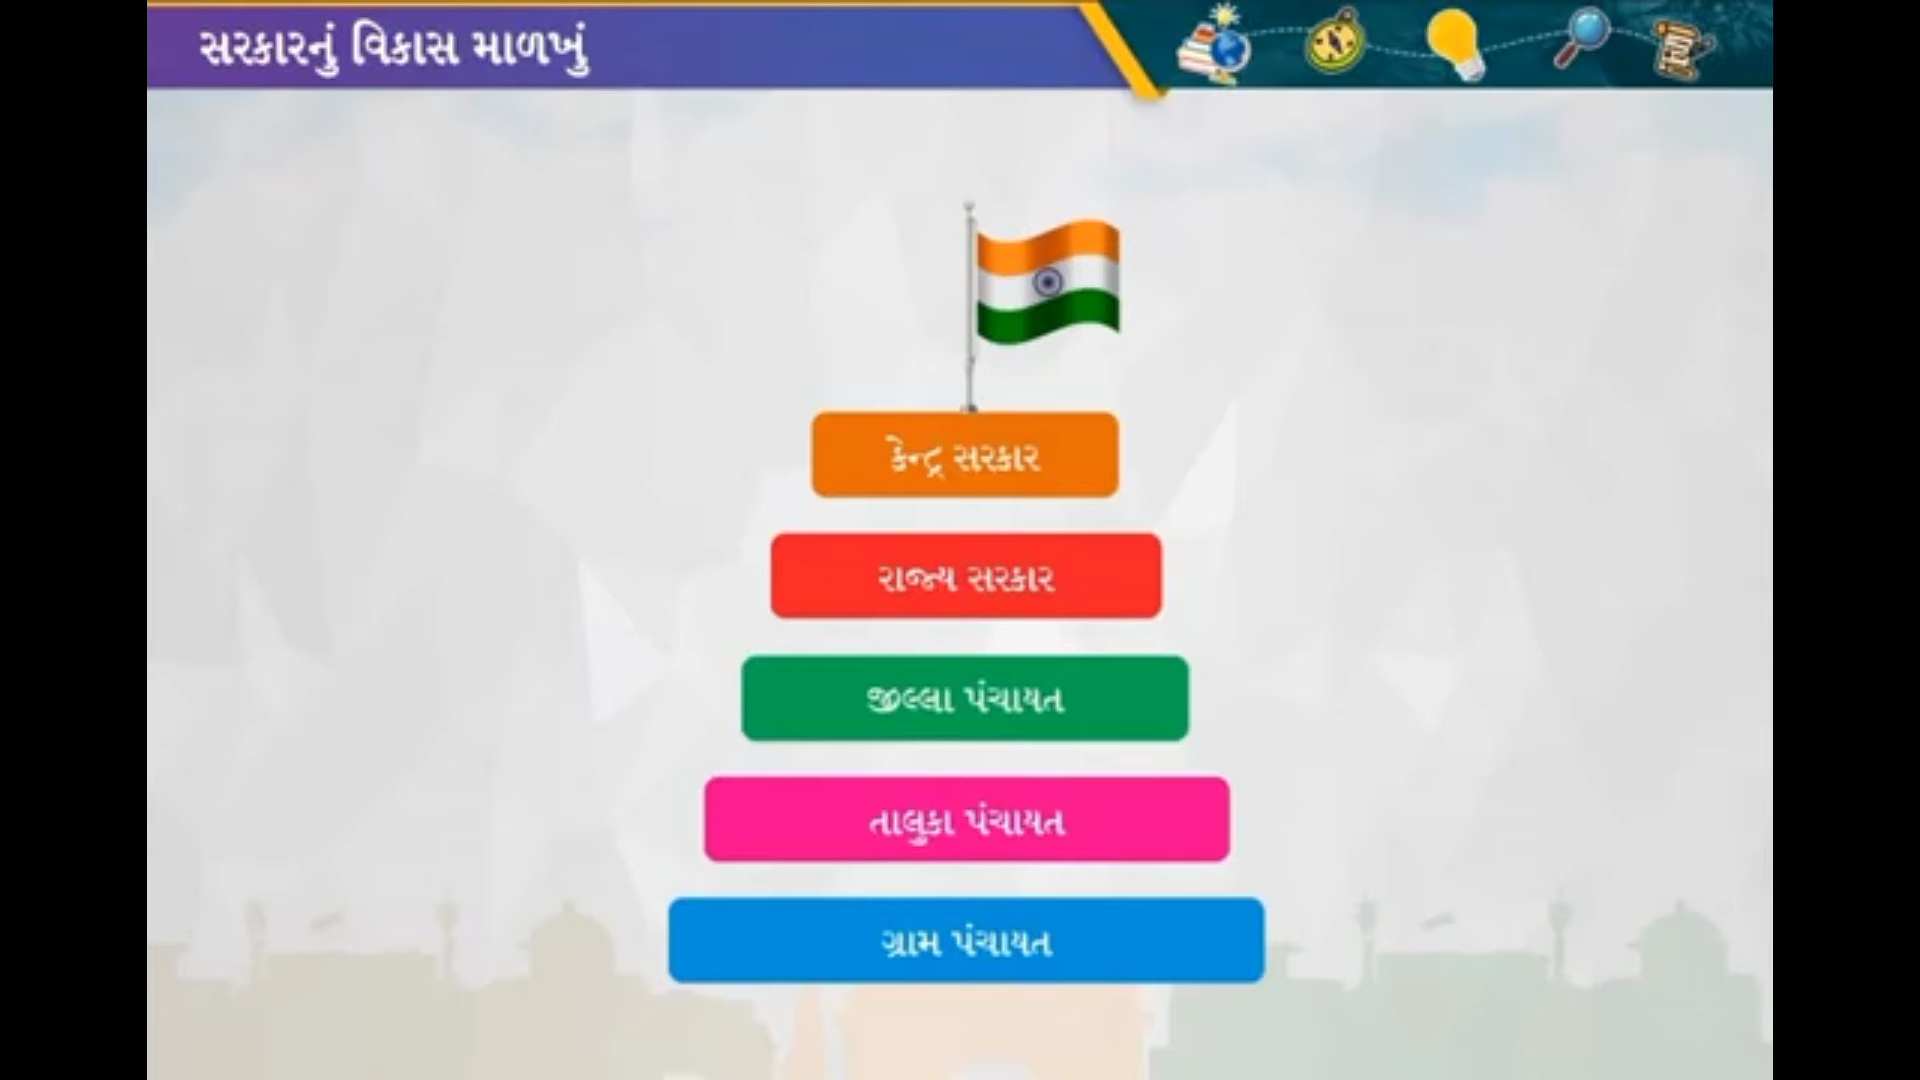 સરકારનું વિકાસ માળખું
કેન્દ્ર સરકાર
રાજ્ય સરકાર
જીલ્લા પંચાયત
તાલુકા પંચાયત
ગ્રામ પંચાયત